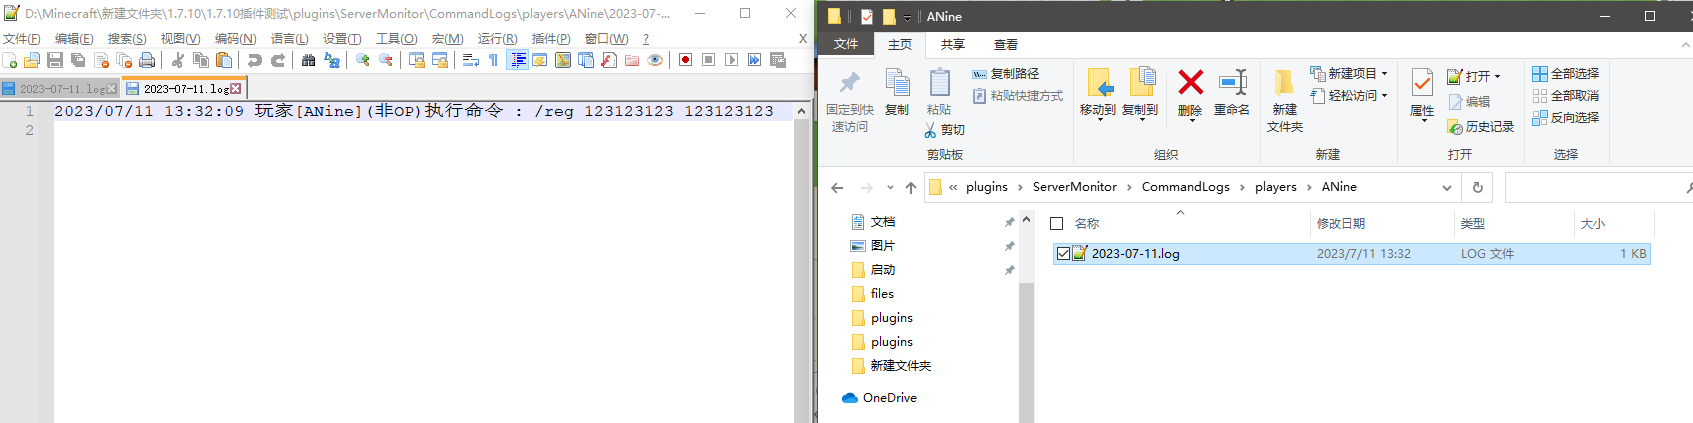 D:\Minecraft\新建文件夹\1.7.10\1.7.10插件测试\plugins\ServerMonitor\CommandLogs\players\ANine\2023-07-...
文件(F) 编辑(E) 搜索(S) 视图(V) 编码(N) 语言(L) 设置(T) 工具(O) 宏(M) 运行(R) 插件(P) 窗口(W) ? X
2023-07-11.log 2023-07-11.log
1 2023/07/11 13:32:09 玩家[ANine](非OP)执行命令 : /reg 123123123 123123123
2
ANine
文件 主页 共享 查看
固定到快速访问
复制
粘贴
复制路径
粘贴快捷方式
剪切
剪贴板
移动到
复制到
删除
重命名
组织
新建
文件夹
新建项目
轻松访问
新建
属性
打开
编辑
历史记录
打开
全部选择
全部取消
反向选择
选择
« plugins › ServerMonitor › CommandLogs › players › ANine
文档
图片
启动
files
plugins
plugins
新建文件夹
OneDrive
名称 修改日期 类型 大小
2023-07-11.log 2023/7/11 13:32 LOG 文件 1 KB